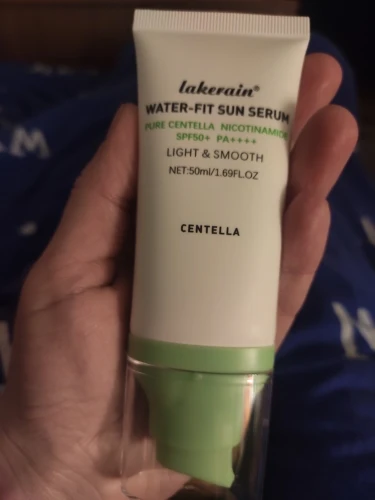 lakerain®
WATER-FIT SUN SERUM
PURE CENTELLA NICOTINAMIDE
SPF50+ PA++++
LIGHT & SMOOTH
NET:50ml/1.69FL.OZ
CENTELLA